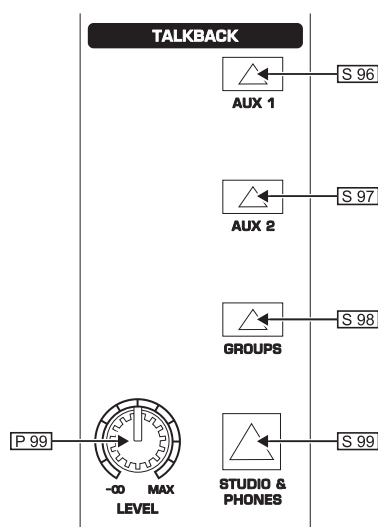 TALKBACK
S 96
AUX 1
S 97
AUX 2
S 98
GROUPS
P 99
S 99
-∞ MAX
LEVEL
STUDIO &
PHONES